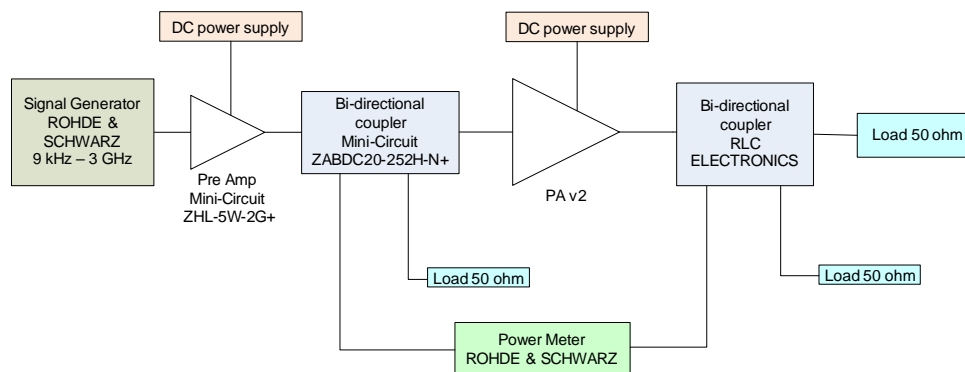 DC power supply
DC power supply
Signal Generator
ROHDE &
SCHWARZ
9 kHz – 3 GHz
Pre Amp
Mini-Circuit
ZHL-5W-2G+
Bi-directional
coupler
Mini-Circuit
ZABDC20-252H-N+
PA v2
Bi-directional
coupler
RLC
ELECTRONICS
Load 50 ohm
Load 50 ohm
Load 50 ohm
Power Meter
ROHDE & SCHWARZ